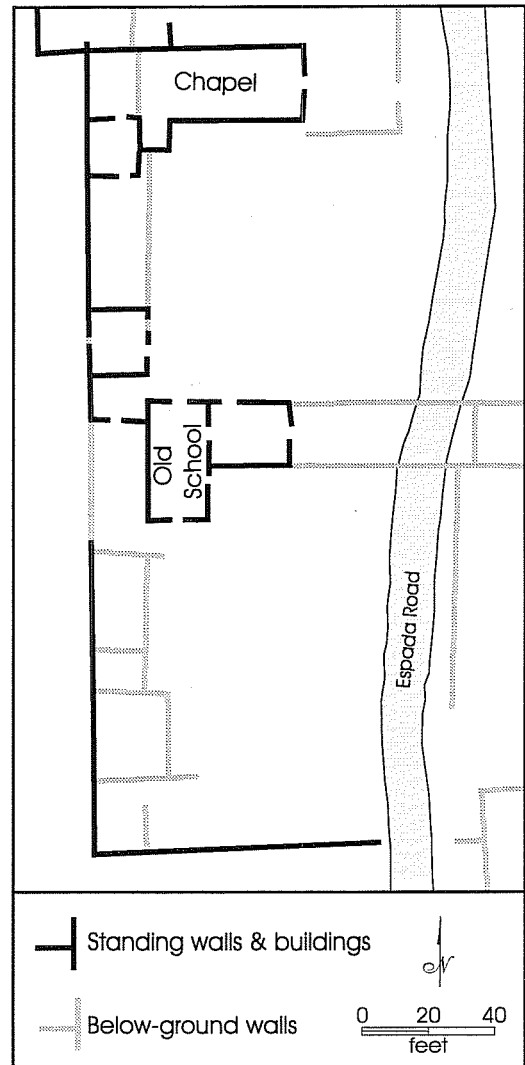 Chapel
Old
School
Espada Road
Standing walls & buildings
N
Below-ground walls
0 20 40
feet